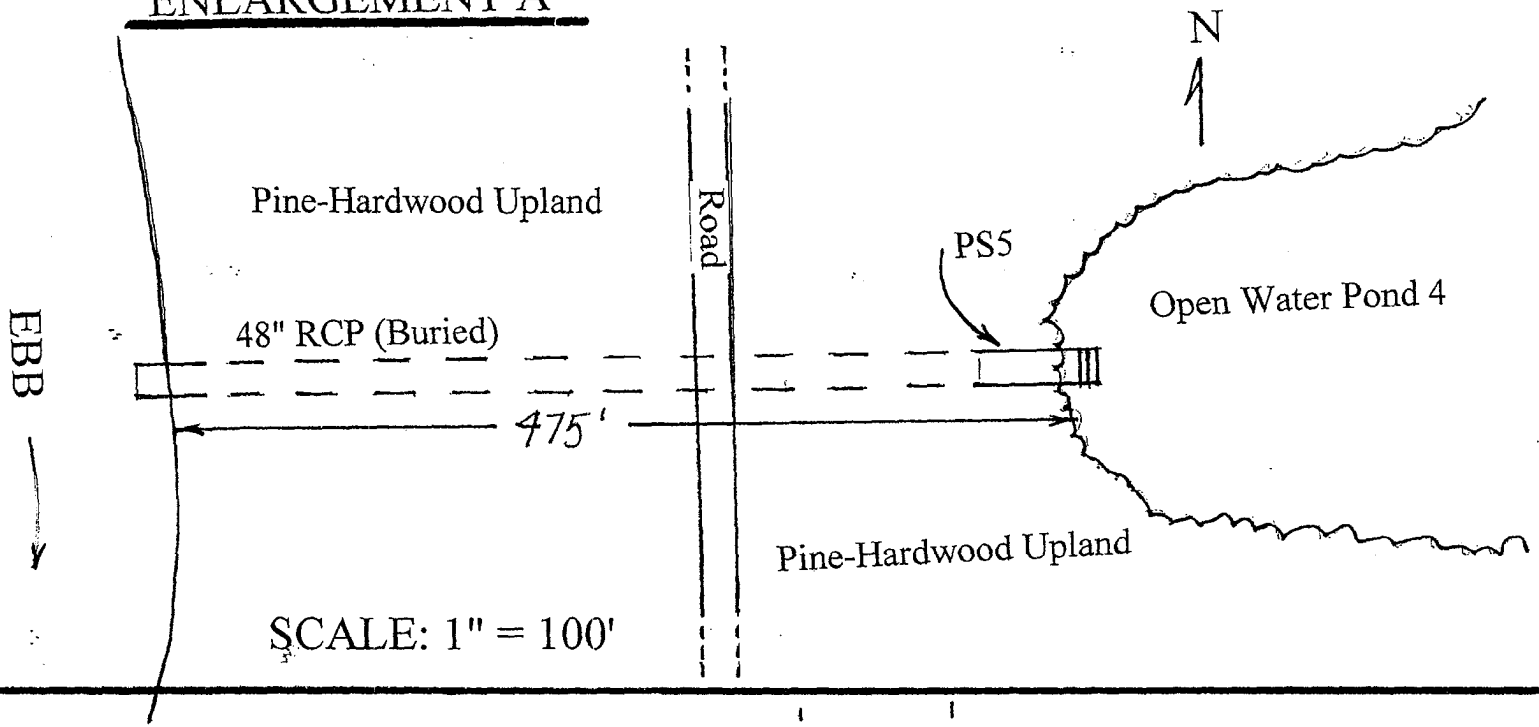 ENLARGEMENT A
N
Pine-Hardwood Upland
Road
PS5
Open Water Pond 4
48" RCP (Buried)
EBB
475'
Pine-Hardwood Upland
SCALE: 1" = 100'